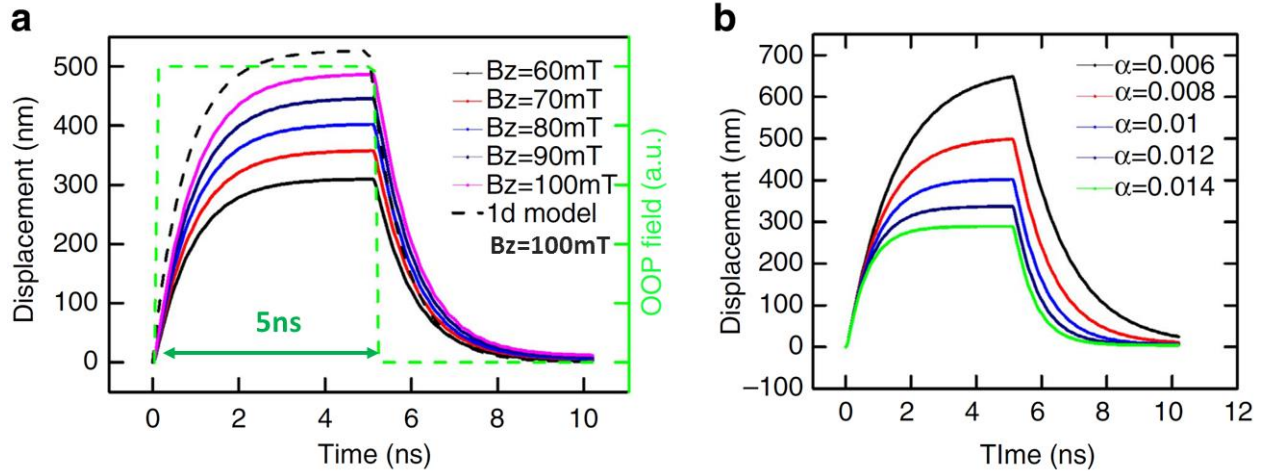 a
Displacement (nm)
500
400
300
200
100
0
0
2
4
6
8
10
Time (ns)
OOP field (a.u.)
Bz=60mT
Bz=70mT
Bz=80mT
Bz=90mT
Bz=100mT
1d model
Bz=100mT
5ns
b
Displacement (nm)
700
600
500
400
300
200
100
0
−100
0
2
4
6
8
10
12
TIme (ns)
α=0.006
α=0.008
α=0.01
α=0.012
α=0.014